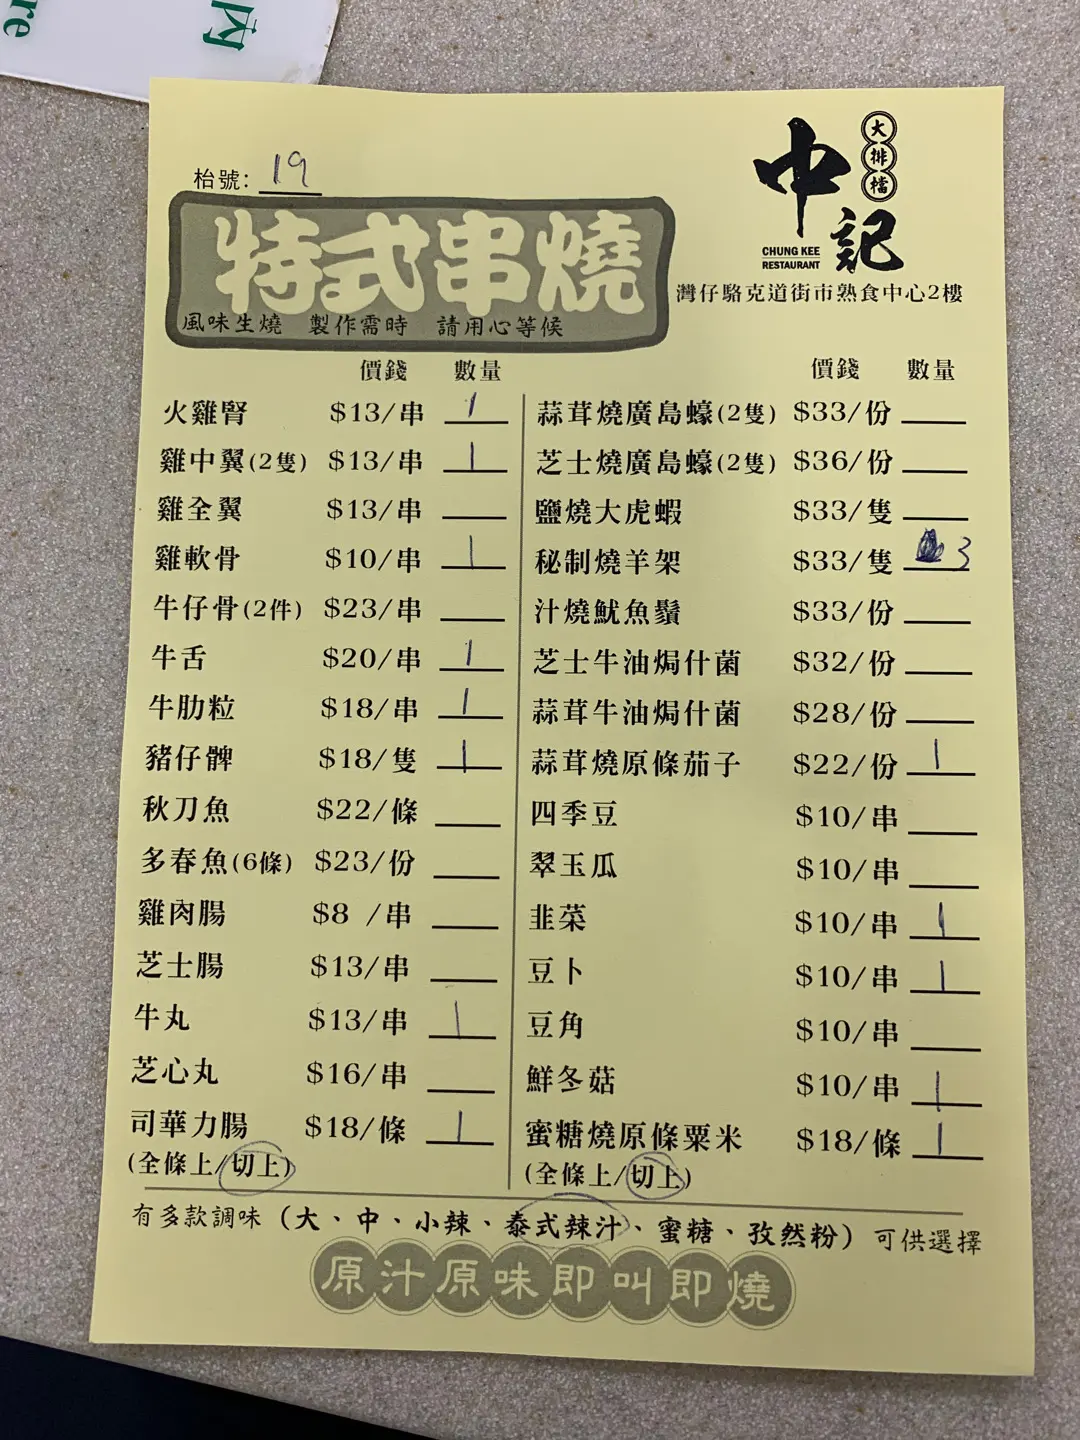 re
内
枱號: 19
大排檔
中記
CHUNG KEE
RESTAURANT
特式串燒
風味生燒 製作需時 請用心等候
灣仔駱克道街市熟食中心2樓
價錢 數量
火雞腎 $13/串 1
雞中翼(2隻) $13/串 1
雞全翼 $13/串
雞軟骨 $10/串 1
牛仔骨(2件) $23/串
牛舌 $20/串 1
牛肋粒 $18/串 1
豬仔髀 $18/隻 1
秋刀魚 $22/條
多春魚(6條) $23/份
雞肉腸 $8 /串
芝士腸 $13/串
牛丸 $13/串 1
芝心丸 $16/串
司華力腸 $18/條 1
(全條上/切上)
價錢 數量
蒜茸燒廣島蠔(2隻) $33/份
芝士燒廣島蠔(2隻) $36/份
鹽燒大虎蝦 $33/隻
秘制燒羊架 $33/隻 3
汁燒魷魚鬚 $33/份
芝士牛油焗什菌 $32/份
蒜茸牛油焗什菌 $28/份
蒜茸燒原條茄子 $22/份 1
四季豆 $10/串
翠玉瓜 $10/串
韭菜 $10/串 1
豆卜 $10/串 1
豆角 $10/串
鮮冬菇 $10/串 1
蜜糖燒原條粟米 $18/條 1
(全條上/切上)
有多款調味（大、中、小辣、泰式辣汁、蜜糖、孜然粉）可供選擇
原汁原味即叫即燒